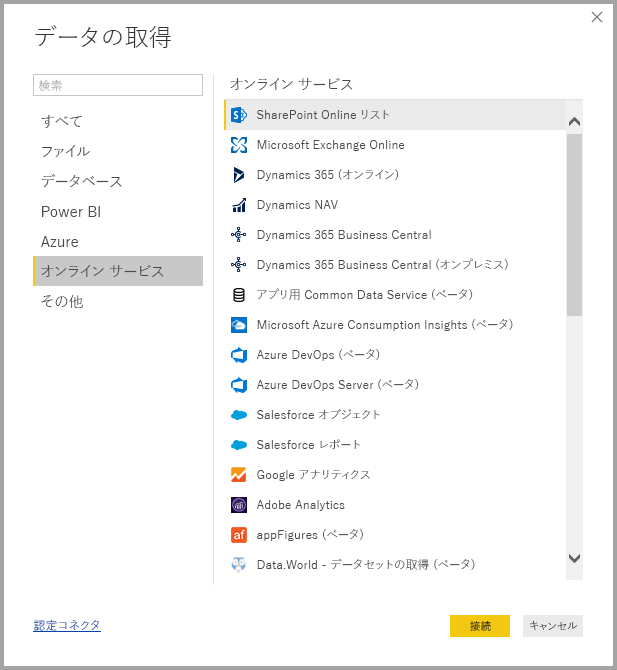 データの取得
検索
すべて
ファイル
データベース
Power BI
Azure
オンライン サービス
その他
オンライン サービス
SharePoint Online リスト
Microsoft Exchange Online
Dynamics 365 (オンライン)
Dynamics NAV
Dynamics 365 Business Central
Dynamics 365 Business Central (オンプレミス)
アプリ用 Common Data Service (ベータ)
Microsoft Azure Consumption Insights (ベータ)
Azure DevOps (ベータ)
Azure DevOps Server (ベータ)
Salesforce オブジェクト
Salesforce レポート
Google アナリティクス
Adobe Analytics
appFigures (ベータ)
Data.World - データセットの取得 (ベータ)
認定コネクタ
接続
キャンセル